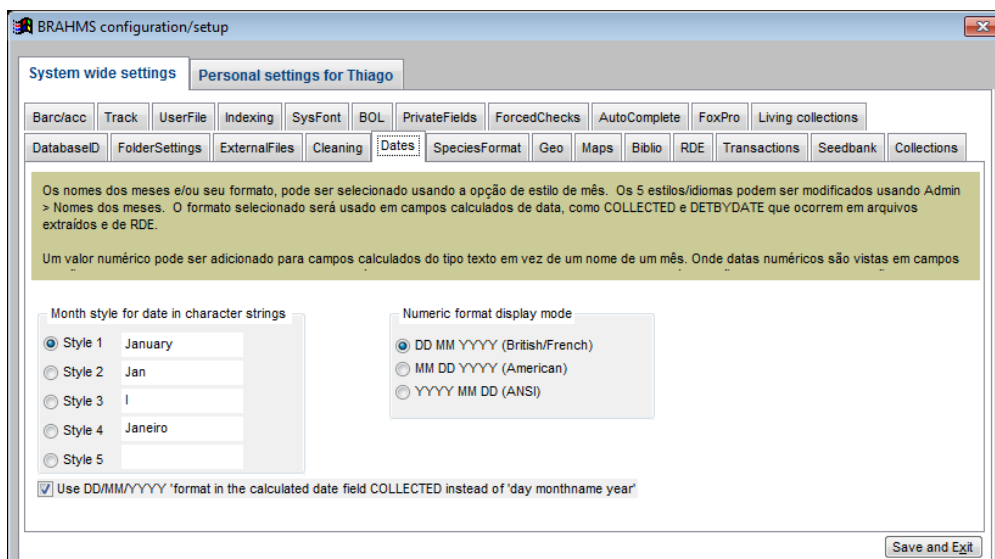 BRAHMS configuration/setup
System wide settings
Personal settings for Thiago
Barc/acc
Track
UserFile
Indexing
SysFont
BOL
PrivateFields
ForcedChecks
AutoComplete
FoxPro
Living collections
DatabaseID
FolderSettings
ExternalFiles
Cleaning
Dates
SpeciesFormat
Geo
Maps
Biblio
RDE
Transactions
Seedbank
Collections
Os nomes dos meses e/ou seu formato, pode ser selecionado usando a opção de estilo de mês. Os 5 estilos/idiomas podem ser modificados usando Admin
> Nomes dos meses. O formato selecionado será usado em campos calculados de data, como COLLECTED e DETBYDATE que ocorrem em arquivos
extraídos e de RDE.
Um valor numérico pode ser adicionado para campos calculados do tipo texto em vez de um nome de um mês. Onde datas numéricos são vistas em campos
Month style for date in character strings
Style 1 January
Style 2 Jan
Style 3 I
Style 4 Janeiro
Style 5
Numeric format display mode
DD MM YYYY (British/French)
MM DD YYYY (American)
YYYY MM DD (ANSI)
Use DD/MM/YYYY 'format in the calculated date field COLLECTED instead of 'day monthname year'
Save and Exit